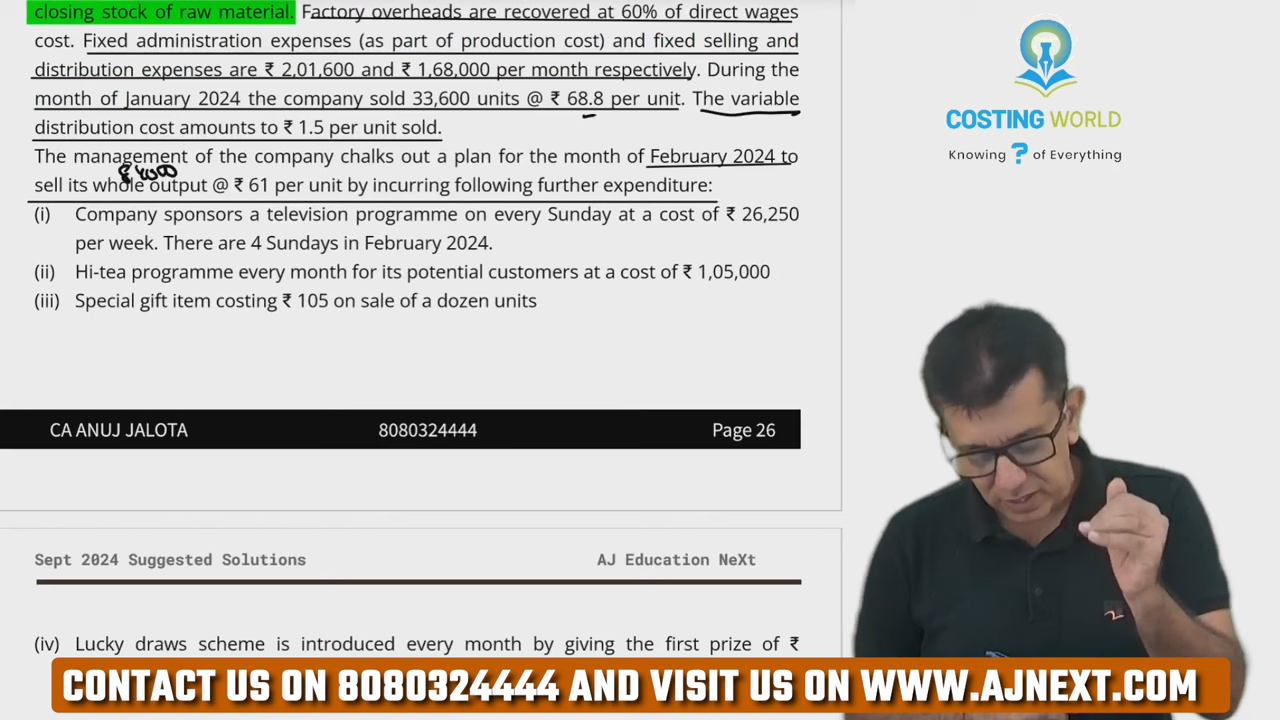 closing stock of raw material. Factory overheads are recovered at 60% of direct wages
cost. Fixed administration expenses (as part of production cost) and fixed selling and
distribution expenses are ₹ 2,01,600 and ₹ 1,68,000 per month respectively. During the
month of January 2024 the company sold 33,600 units @ ₹ 68.8 per unit. The variable
distribution cost amounts to ₹ 1.5 per unit sold.
The management of the company chalks out a plan for the month of February 2024 to
sell its whole output @ ₹ 61 per unit by incurring following further expenditure:
(i) Company sponsors a television programme on every Sunday at a cost of ₹ 26,250
per week. There are 4 Sundays in February 2024.
(ii) Hi-tea programme every month for its potential customers at a cost of ₹ 1,05,000
(iii) Special gift item costing ₹ 105 on sale of a dozen units
CA ANUJ JALOTA 8080324444 Page 26
Sept 2024 Suggested Solutions AJ Education NeXt
(iv) Lucky draws scheme is introduced every month by giving the first prize of ₹
COSTING WORLD
Knowing ? of Everything
CONTACT US ON 8080324444 AND VISIT US ON WWW.AJNEXT.COM